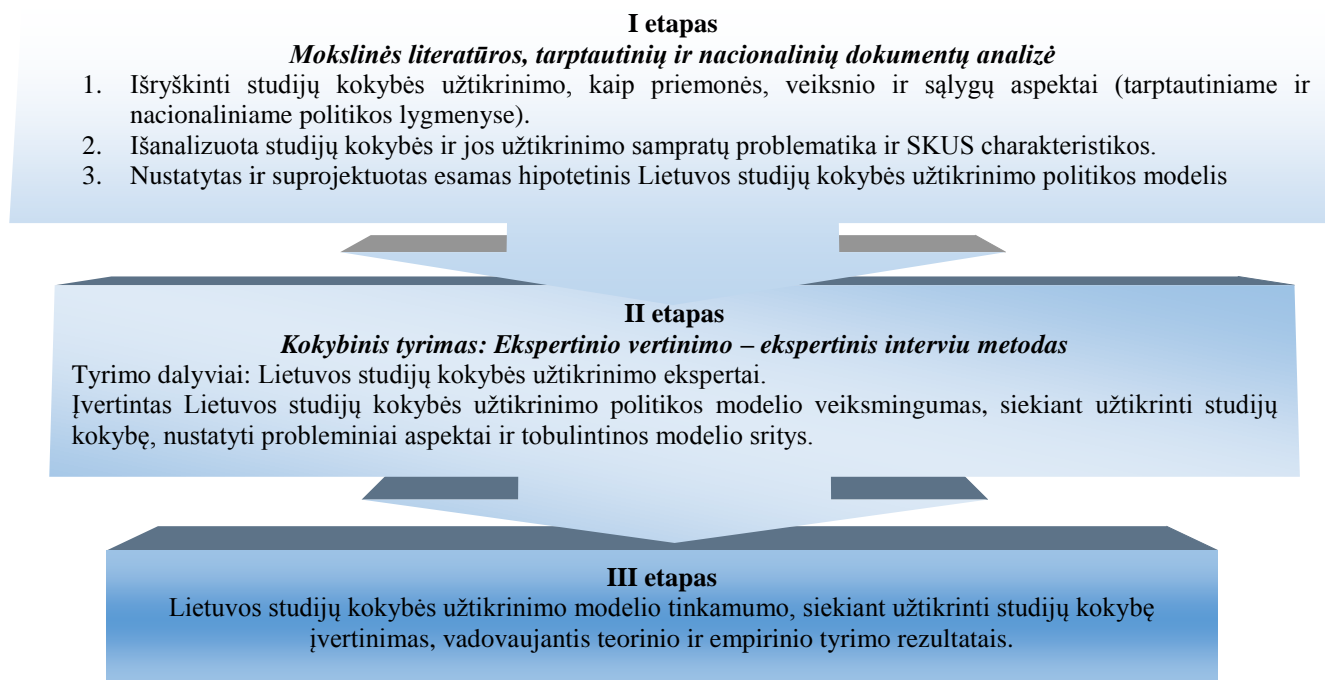 I etapas
Mokslinės literatūros, tarptautinių ir nacionalinių dokumentų analizė
1. Išryškinti studijų kokybės užtikrinimo, kaip priemonės, veiksnio ir sąlygų aspektai (tarptautiniame ir
nacionaliniame politikos lygmenyse).
2. Išanalizuota studijų kokybės ir jos užtikrinimo sampratų problematika ir SKUS charakteristikos.
3. Nustatytas ir suprojektuotas esamas hipotetinis Lietuvos studijų kokybės užtikrinimo politikos modelis
II etapas
Kokybinis tyrimas: Ekspertinio vertinimo – ekspertinis interviu metodas
Tyrimo dalyviai: Lietuvos studijų kokybės užtikrinimo ekspertai.
Įvertintas Lietuvos studijų kokybės užtikrinimo politikos modelio veiksmingumas, siekiant užtikrinti studijų
kokybę, nustatyti probleminiai aspektai ir tobulintinos modelio sritys.
III etapas
Lietuvos studijų kokybės užtikrinimo modelio tinkamumo, siekiant užtikrinti studijų kokybę
įvertinimas, vadovaujantis teorinio ir empirinio tyrimo rezultatais.